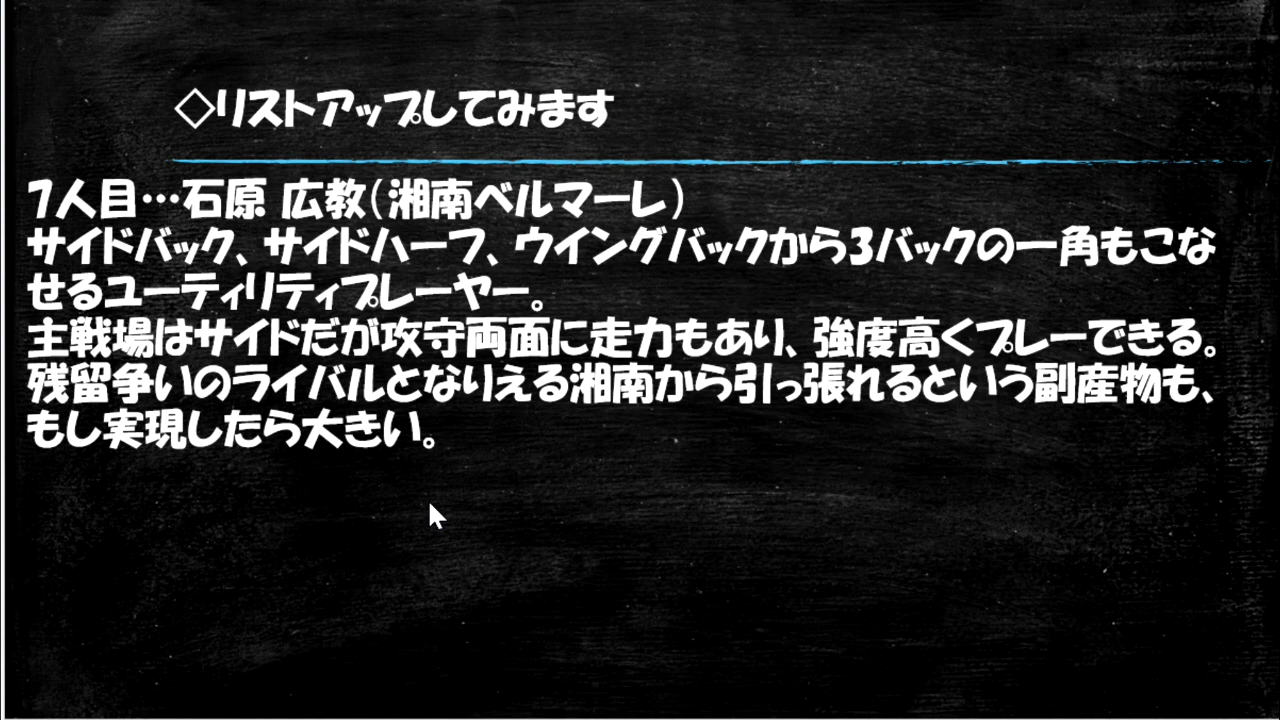 ◇リストアップしてみます
7人目…石原 広教(湘南ベルマーレ)
サイドバック、サイドハーフ、ウイングバックから3バックの一角もこな
せるユーティリティプレーヤー。
主戦場はサイドだが攻守両面に走力もあり、強度高くプレーできる。
残留争いのライバルとなりえる湘南から引っ張れるという副産物も、
もし実現したら大きい。